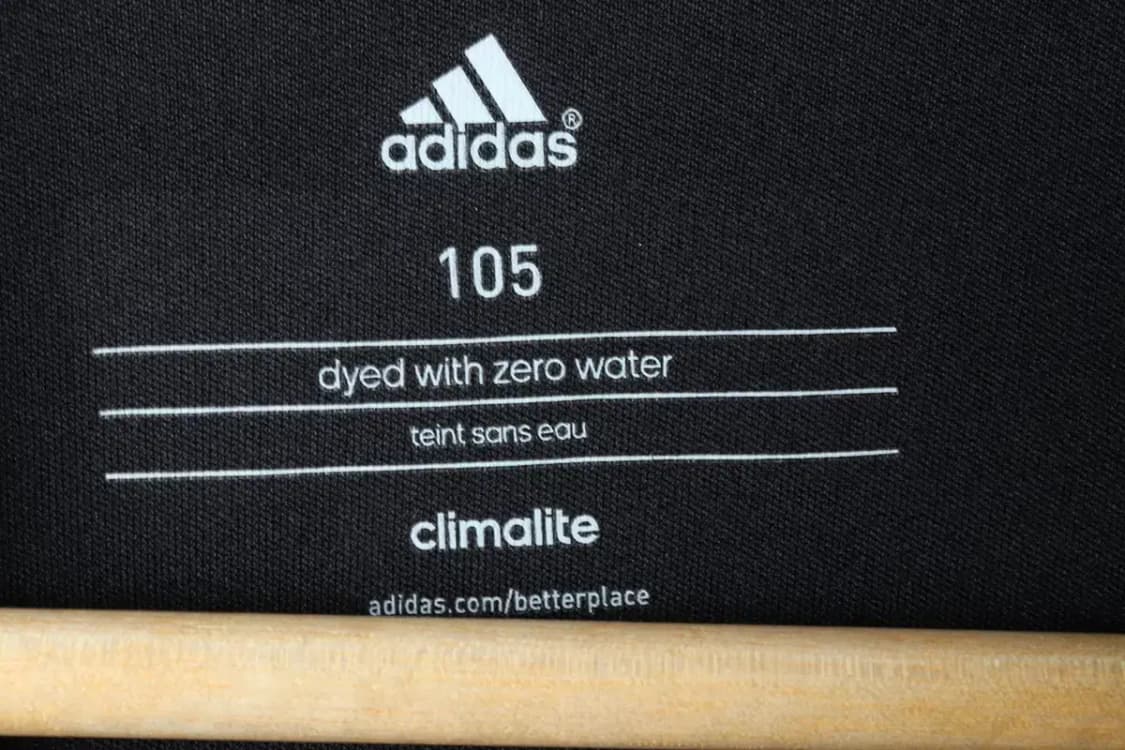 adidas®
105
dyed with zero water
teint sans eau
climalite
adidas.com/betterplace